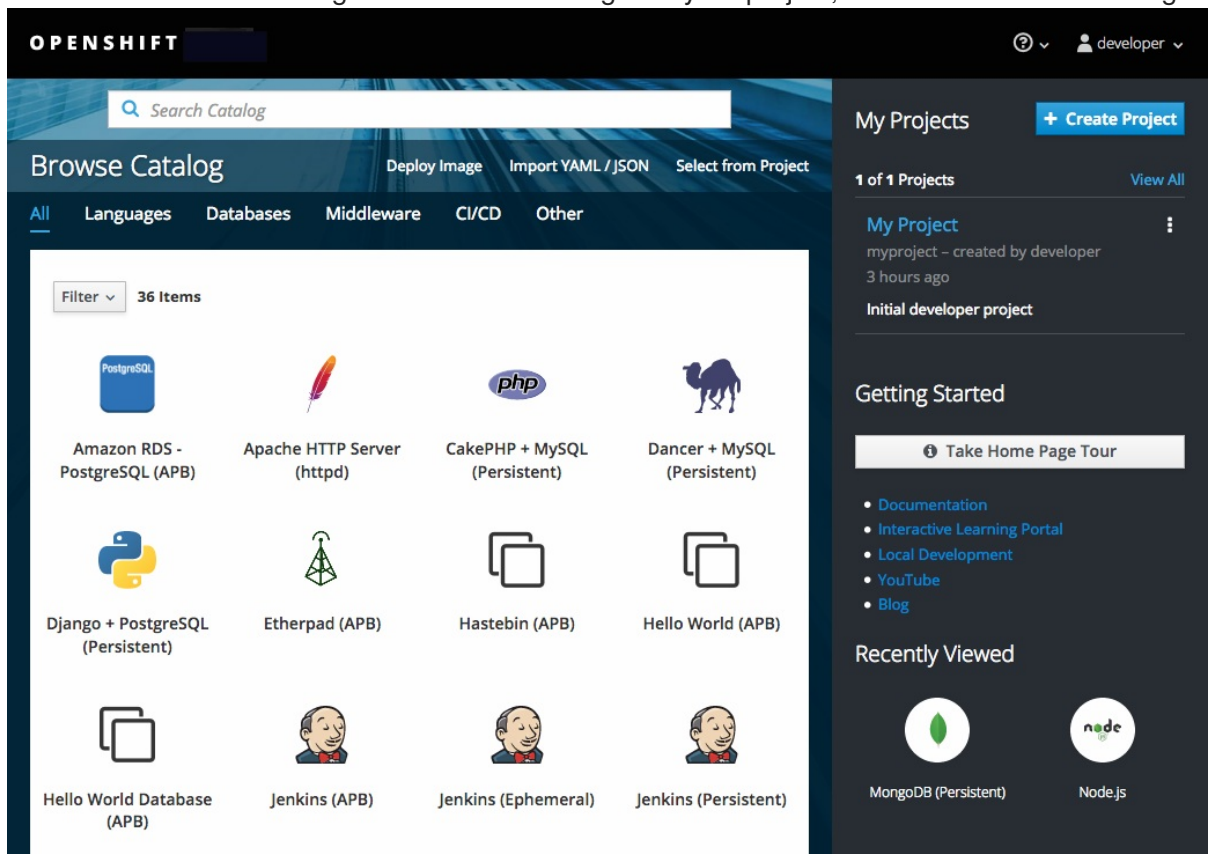 OPENSHIFT
developer
Search Catalog
Browse Catalog
Deploy Image
Import YAML / JSON
Select from Project
All
Languages
Databases
Middleware
CI/CD
Other
Filter
36 Items
PostgreSQL
Amazon RDS -
PostgreSQL (APB)
Apache HTTP Server
(httpd)
php
CakePHP + MySQL
(Persistent)
Dancer + MySQL
(Persistent)
Django + PostgreSQL
(Persistent)
Etherpad (APB)
Hastebin (APB)
Hello World (APB)
Hello World Database
(APB)
Jenkins (APB)
Jenkins (Ephemeral)
Jenkins (Persistent)
My Projects
+ Create Project
1 of 1 Projects
View All
My Project
myproject – created by developer
3 hours ago
Initial developer project
Getting Started
Take Home Page Tour
• Documentation
• Interactive Learning Portal
• Local Development
• YouTube
• Blog
Recently Viewed
MongoDB (Persistent)
node
JS
Node.js